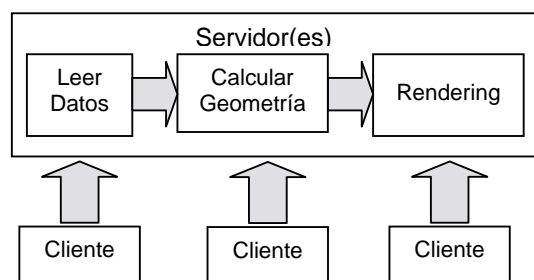 Servidor(es)
Leer
Datos
Calcular
Geometría
Rendering
Cliente
Cliente
Cliente